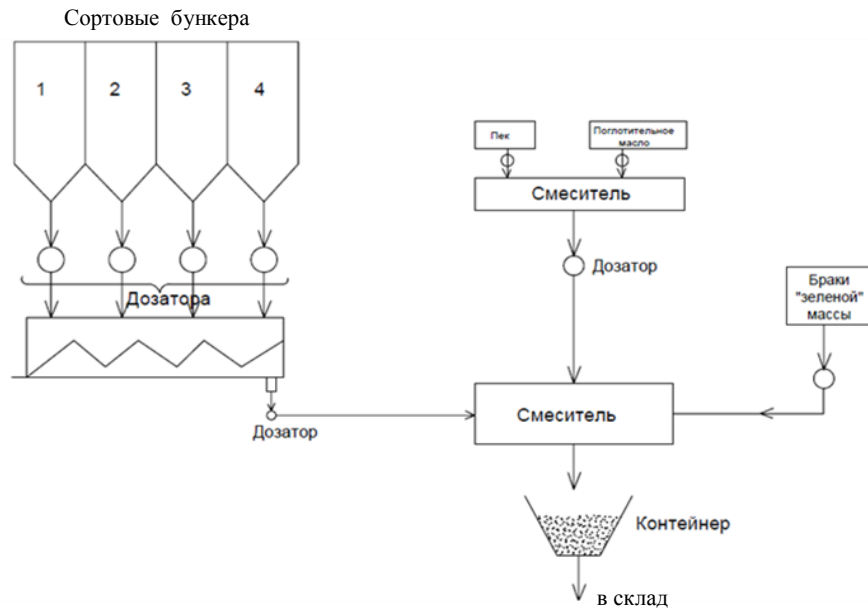 Сортовые бункера
1 2 3 4
Пек
Поглотительное
масло
Смеситель
Дозатор
Браки
"зеленой"
массы
Дозатора
Смеситель
Дозатор
Контейнер
в склад